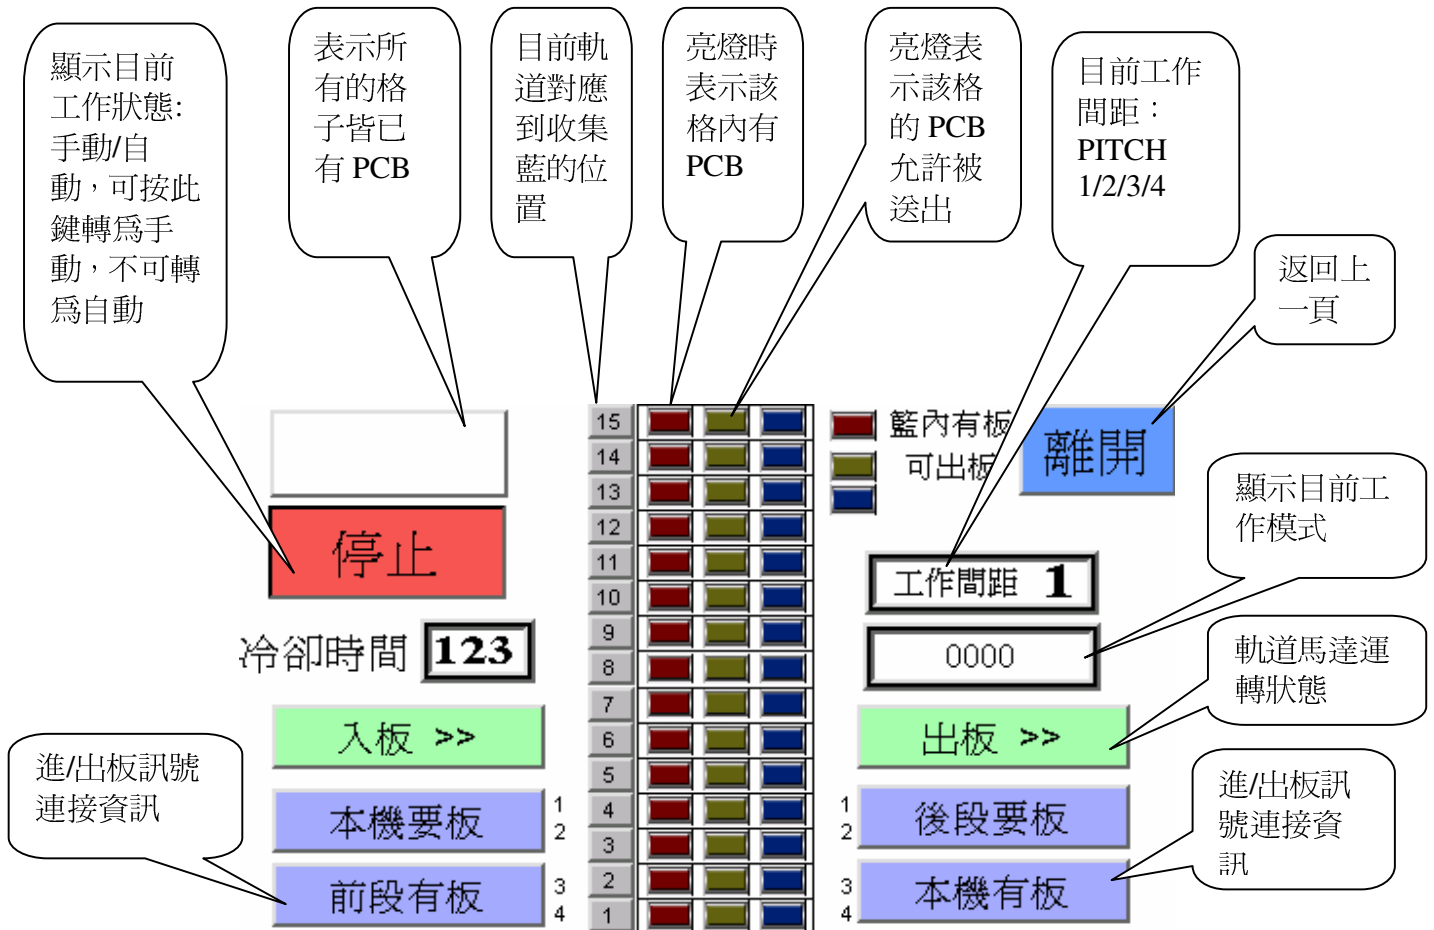 顯示目前
工作狀態:
手動/自
動，可按此
鍵轉爲手
動，不可轉
爲自動
表示所
有的格
子皆已
有 PCB
目前軌
道對應
到收集
藍的位
置
亮燈時
表示該
格內有
PCB
亮燈表
示該格
的 PCB
允許被
送出
目前工作
間距：
PITCH
1/2/3/4
返回上
一頁
停止
冷卻時間 123
入板 >>
本機要板
1
2
前段有板
3
4
進/出板訊號
連接資訊
15
14
13
12
11
10
9
8
7
6
5
4
3
2
1
籃內有板
可出板
離開
顯示目前工
作模式
工作間距 1
0000
軌道馬達運
轉狀態
出板 >>
1
2
後段要板
3
4
本機有板
進/出板訊
號連接資
訊